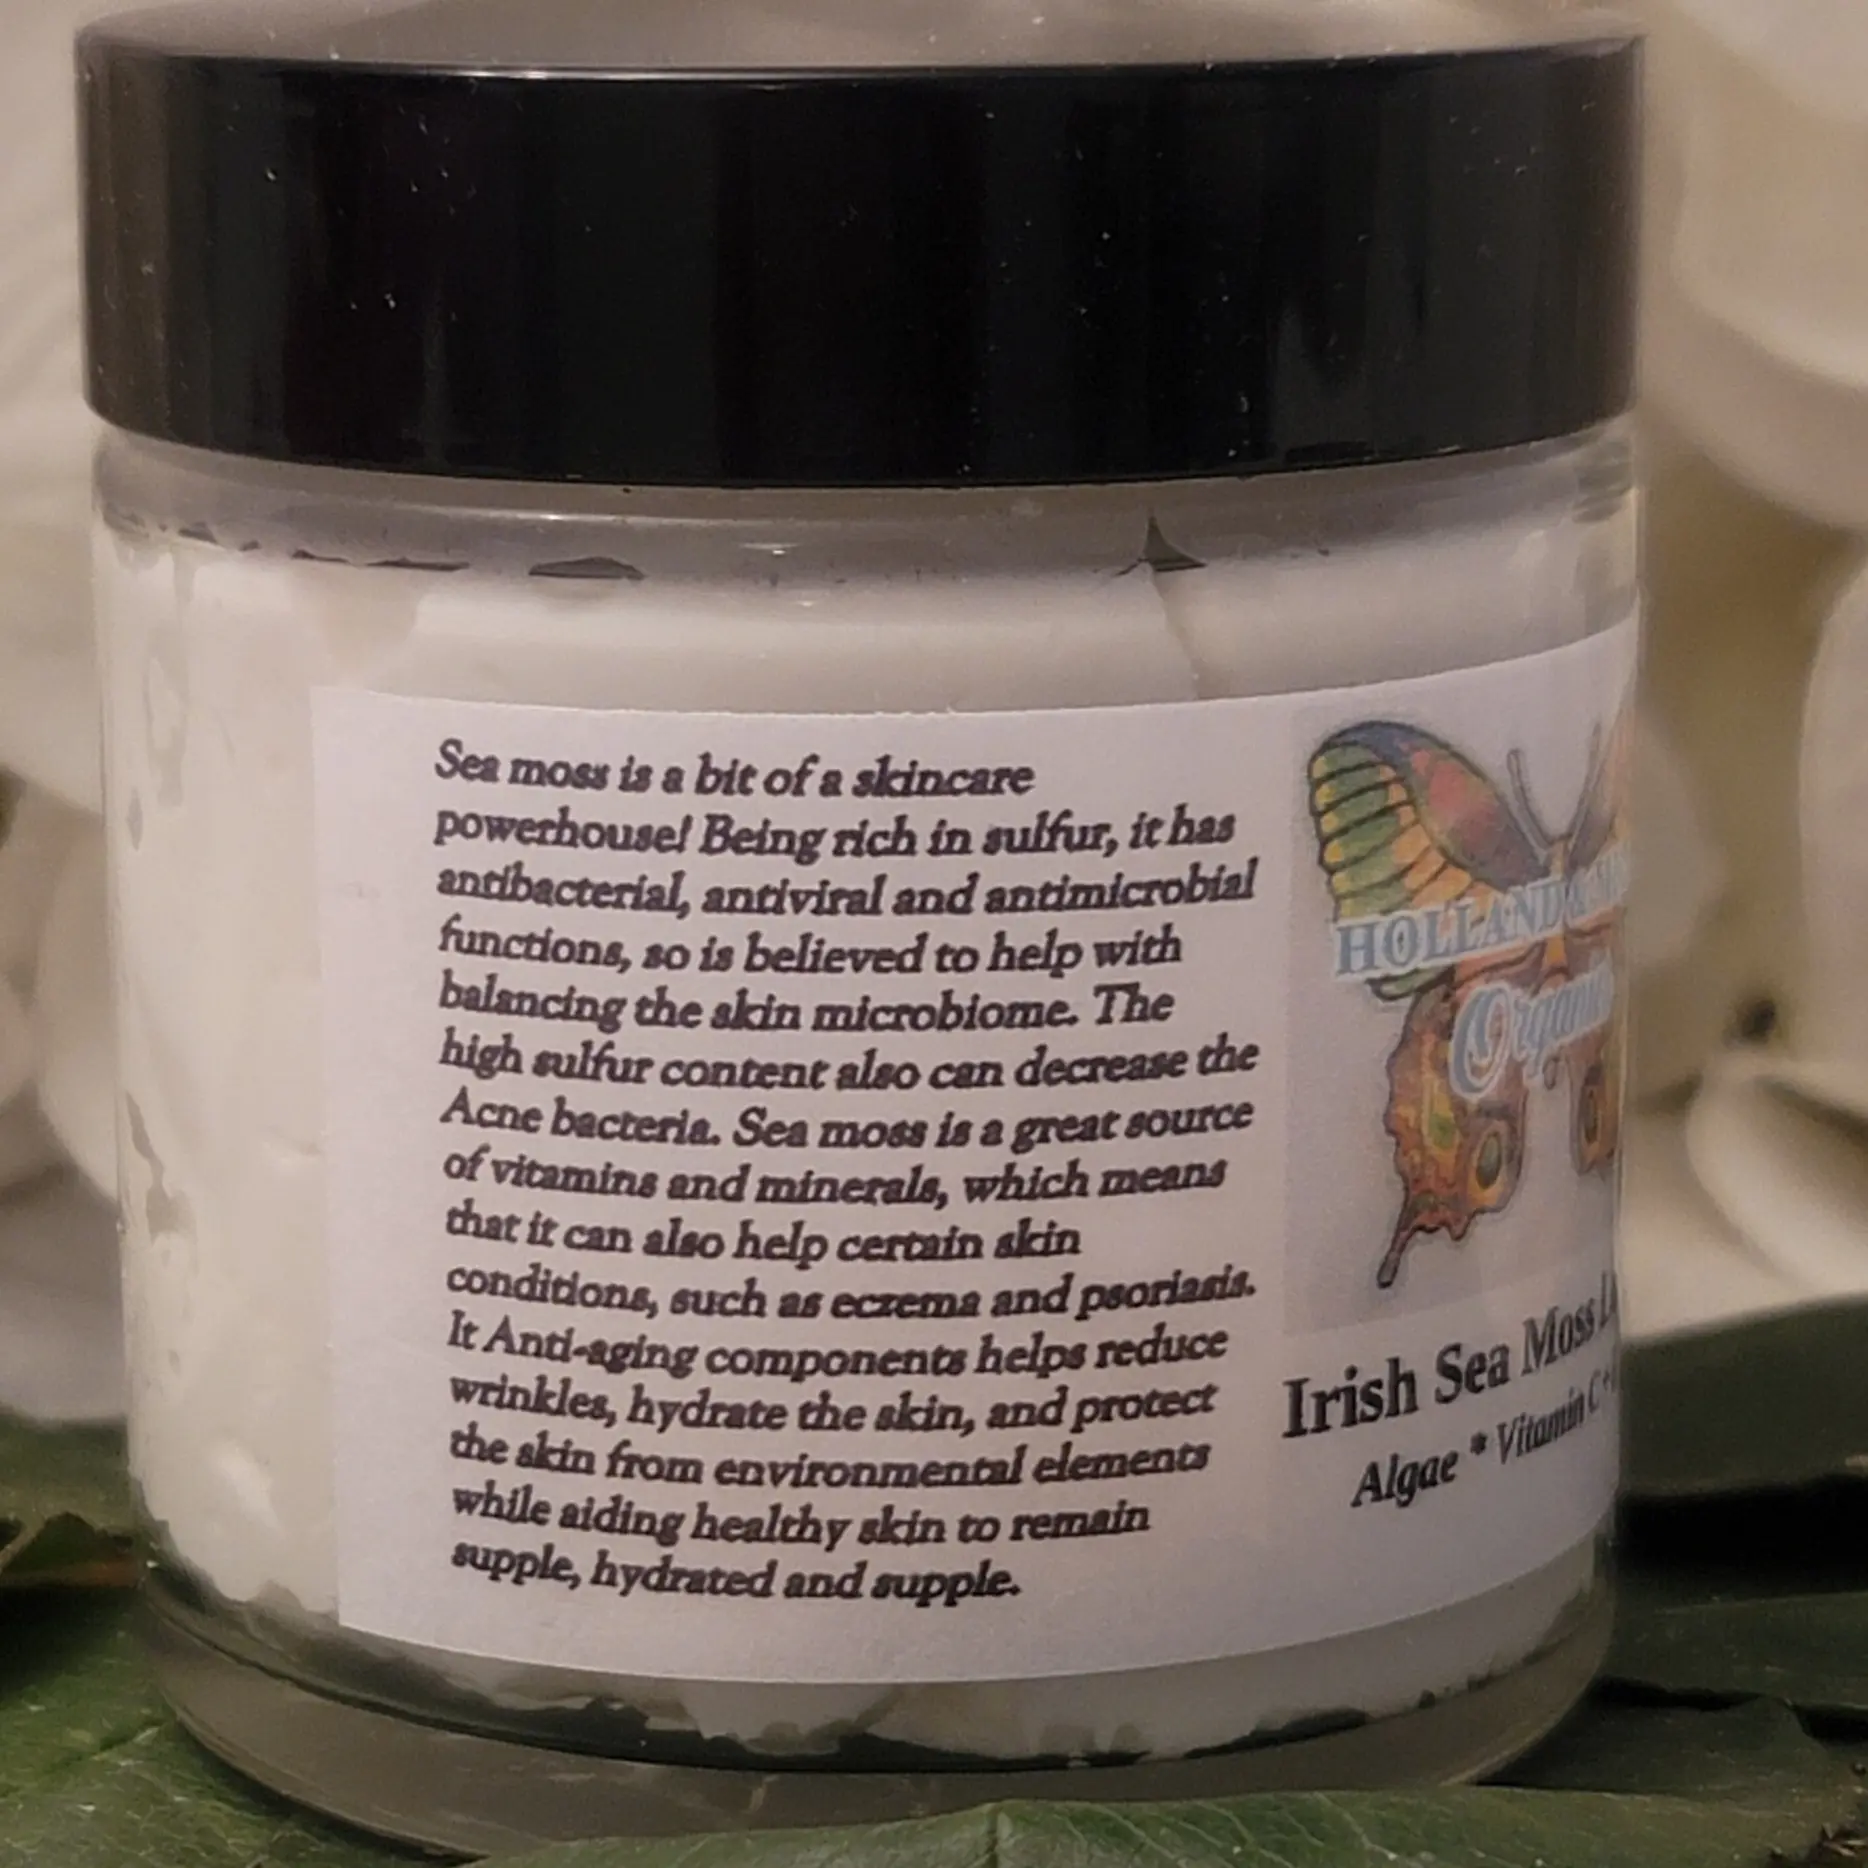 Sea moss is a bit of a skincare
powerhouse! Being rich in sulfur, it has
antibacterial, antiviral and antimicrobial
functions, so is believed to help with
balancing the skin microbiome. The
high sulfur content also can decrease the
Acne bacteria. Sea moss is a great source
of vitamins and minerals, which means
that it can also help certain skin
conditions, such as eczema and psoriasis.
It Anti-aging components helps reduce
wrinkles, hydrate the skin, and protect
the skin from environmental elements
while aiding healthy skin to remain
supple, hydrated and supple.
HOLLAND &
Organic
Irish Sea Moss
Algae * Vitamin C +